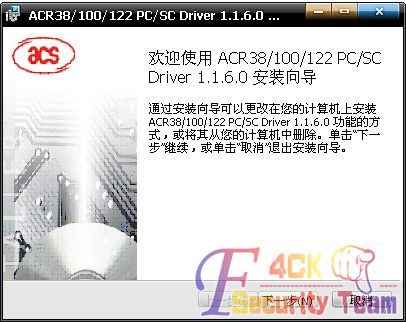 ACR38/100/122 PC/SC Driver 1.1.6.0 ...
acs
欢迎使用 ACR38/100/122 PC/SC
Driver 1.1.6.0 安装向导
通过安装向导可以更改在您的计算机上安装
ACR38/100/122 PC/SC Driver 1.1.6.0 功能的方
式，或将其从您的计算机中删除。单击“下一
步”继续，或单击“取消”退出安装向导。
F4CK
Security Team
下一步(N)
取消